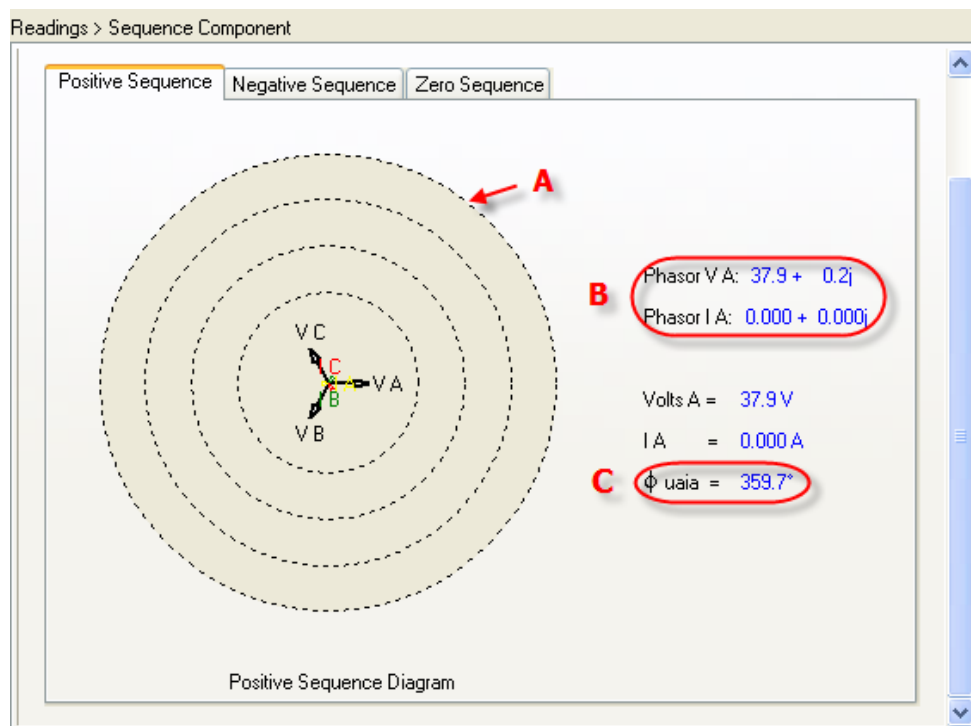 Readings > Sequence Component
Positive Sequence Negative Sequence Zero Sequence
A
Phasor V A: 37.9 + 0.2j
B
Phasor I A: 0.000 + 0.000j
V C
C
V A
B
V B
Volts A = 37.9 V
I A = 0.000 A
C
ϕ uaia = 359.7°
Positive Sequence Diagram